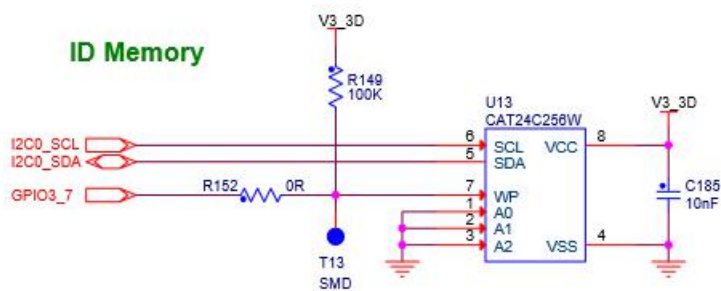 V3_3D
ID Memory
R149
100K
U13
CAT24C256W
V3_3D
I2C0_SCL
6
SCL
VCC
8
I2C0_SDA
5
SDA
GPIO3_7
R152
0R
7
WP
C185
10nF
1
A0
2
A1
3
A2
VSS
4
T13
SMD